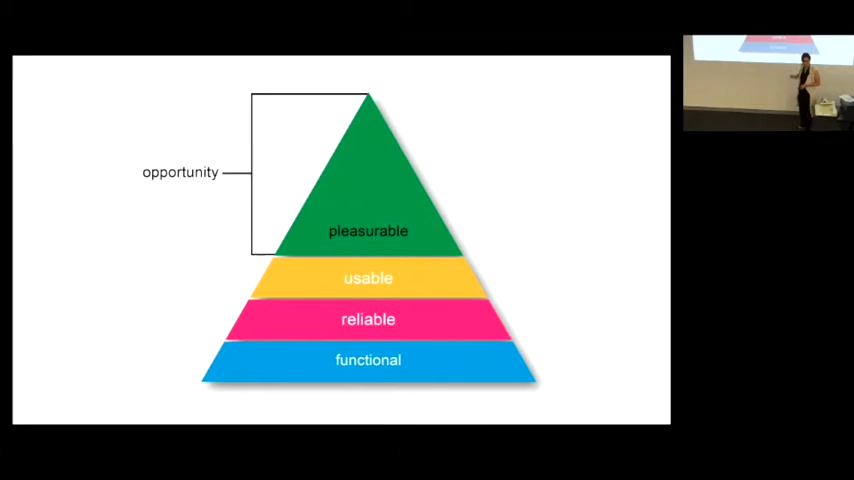 opportunity
pleasurable
usable
reliable
functional